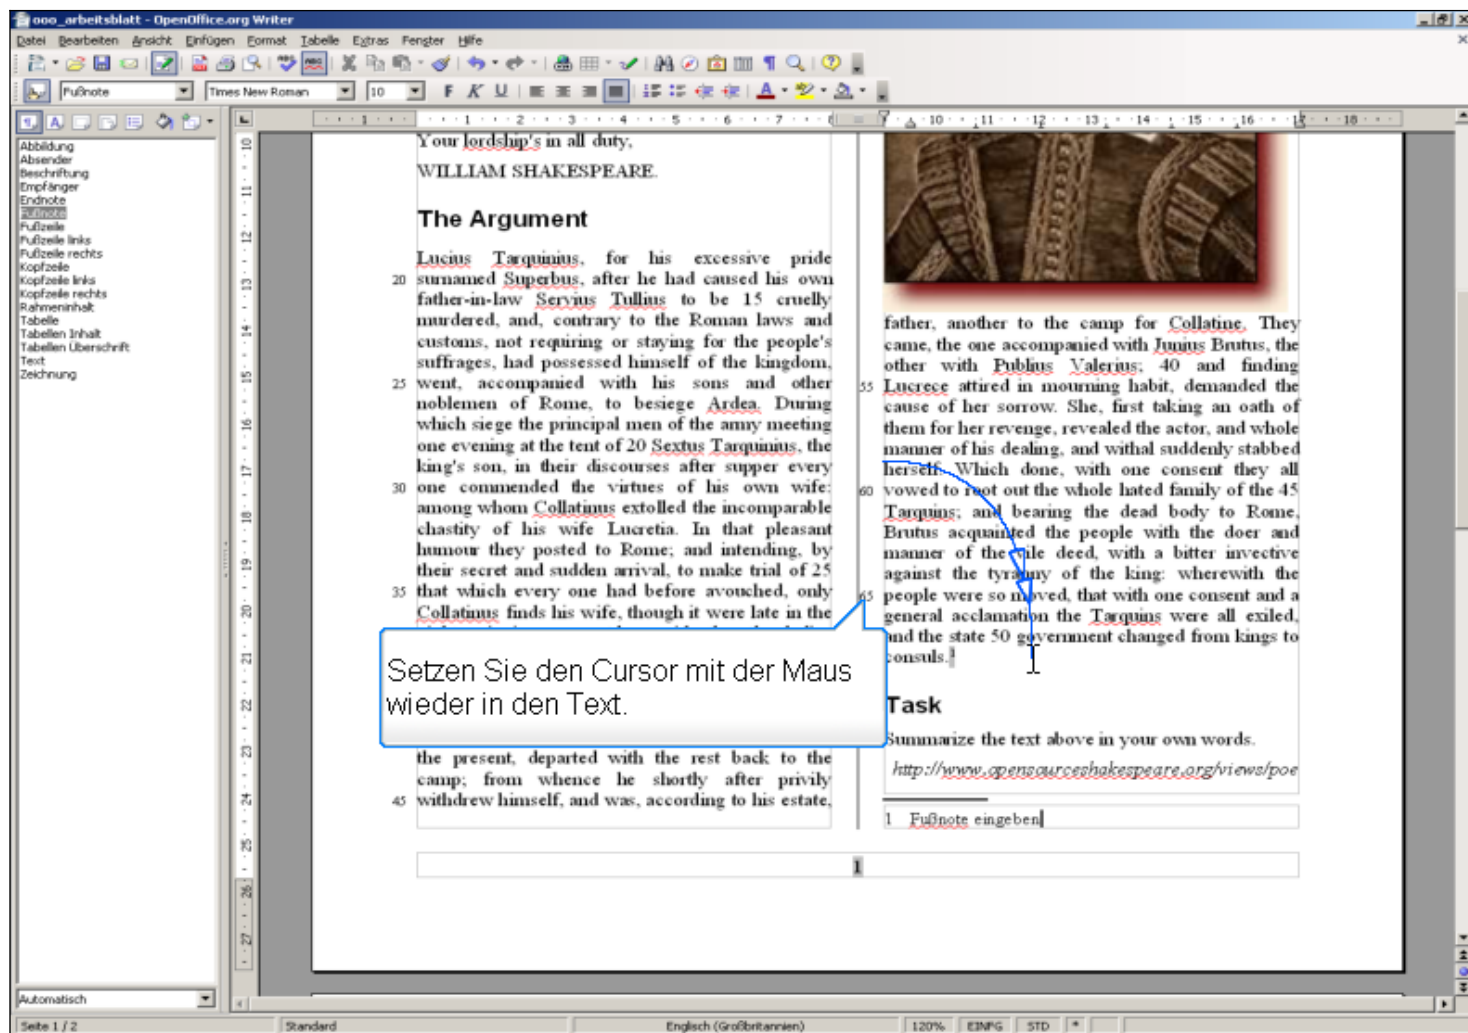 ooo_arbeitsblatt - OpenOffice.org Writer
Datei Bearbeiten Ansicht Einfügen Format Tabelle Extras Fenster Hilfe
Fußnote Times New Roman 10 F K U
Abbildung
Absender
Beschriftung
Empfänger
Endnote
Fußnote
Fußzeile
Fußzeile links
Fußzeile rechts
Kopfzeile
Kopfzeile links
Kopfzeile rechts
Rahmeninhalt
Tabelle
Tabellen Inhalt
Tabellen Überschrift
Text
Zeichnung
Automatisch
Your lordship's in all duty,
WILLIAM SHAKESPEARE.
The Argument
Lucius Tarquinius, for his excessive pride
20 surnamed Superbus, after he had caused his own
father-in-law Servius Tullius to be 15 cruelly
murdered, and, contrary to the Roman laws and
customs, not requiring or staying for the people's
suffrages, had possessed himself of the kingdom,
25 went, accompanied with his sons and other
noblemen of Rome, to besiege Ardea. During
which siege the principal men of the army meeting
one evening at the tent of 20 Sextus Tarquinius, the
king's son, in their discourses after supper every
30 one commended the virtues of his own wife:
among whom Collatinus extolled the incomparable
chastity of his wife Lucretia. In that pleasant
humour they posted to Rome; and intending, by
their secret and sudden arrival, to make trial of 25
35 that which every one had before avouched, only
Collatinus finds his wife, though it were late in the
Setzen Sie den Cursor mit der Maus
wieder in den Text.
the present, departed with the rest back to the
camp; from whence he shortly after privily
45 withdrew himself, and was, according to his estate,
father, another to the camp for Collatine. They
came, the one accompanied with Junius Brutus, the
other with Publius Valerius; 40 and finding
55 Lucrece attired in mourning habit, demanded the
cause of her sorrow. She, first taking an oath of
them for her revenge, revealed the actor, and whole
manner of his dealing, and withal suddenly stabbed
herself. Which done, with one consent they all
60 vowed to root out the whole hated family of the 45
Tarquins; and bearing the dead body to Rome,
Brutus acquainted the people with the doer and
manner of the vile deed, with a bitter invective
against the tyranny of the king: wherewith the
65 people were so moved, that with one consent and a
general acclamation the Tarquins were all exiled,
and the state 50 government changed from kings to
consuls.1
Task
Summarize the text above in your own words.
http://www.opensourceshakespeare.org/views/poe
1 Fußnote eingeben
1
Seite 1 / 2 Standard Englisch (Großbritannien) 120% EINFG STD *